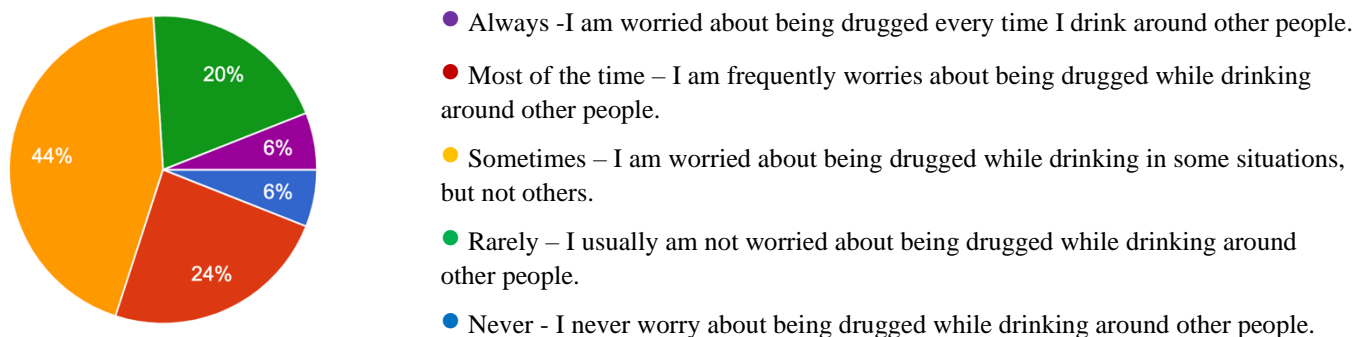 20%
6%
44%
6%
24%
Always -I am worried about being drugged every time I drink around other people.
Most of the time – I am frequently worries about being drugged while drinking
around other people.
Sometimes – I am worried about being drugged while drinking in some situations,
but not others.
Rarely – I usually am not worried about being drugged while drinking around
other people.
Never - I never worry about being drugged while drinking around other people.